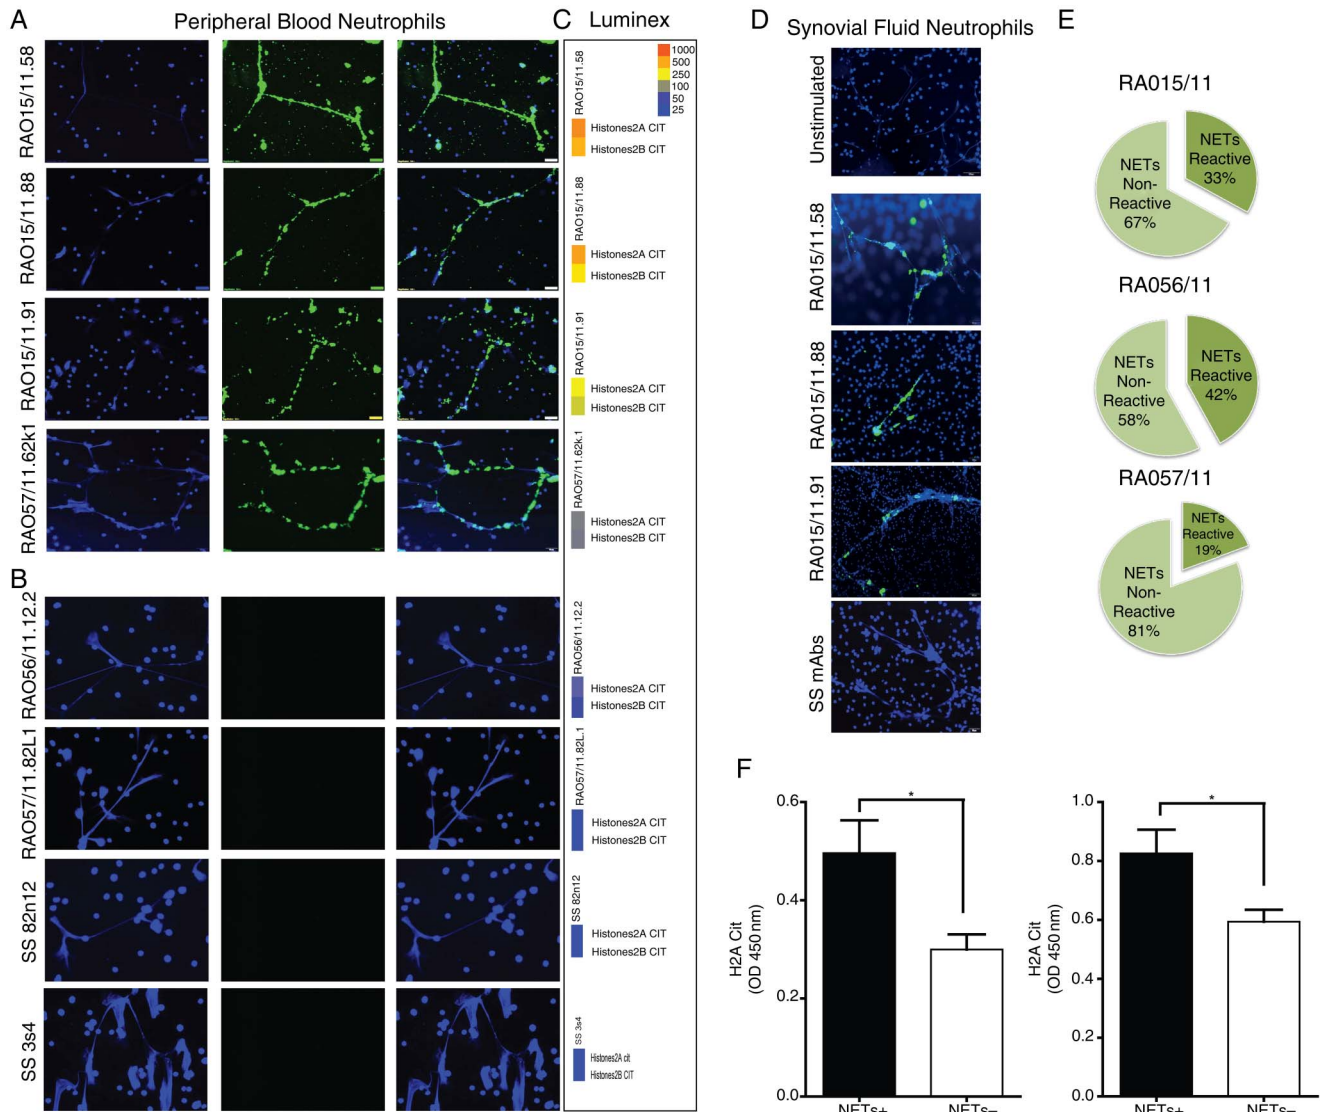 A
Peripheral Blood Neutrophils
RAO15/11.58
RAO15/11.88
RAO15/11.91
RAO57/11.62k1
B
RAO56/11.12.2
RAO57/11.82L1
SS 82n12
SS 3s4
C
Luminex
1000
500
250
100
50
25
RAO15/11.58
Histones2A CIT
Histones2B CIT
RAO15/11.88
Histones2A CIT
Histones2B CIT
RAO15/11.91
Histones2A CIT
Histones2B CIT
RAO57/11.62k.1
Histones2A CIT
Histones2B CIT
RAO56/11.12.2
Histones2A CIT
Histones2B CIT
RAO57/11.82L.1
Histones2A CIT
Histones2B CIT
SS 82n12
Histones2A CIT
Histones2B CIT
SS 3s4
Histones2A cit
Histones2B CIT
D
Synovial Fluid Neutrophils
Unstimulated
RA015/11.58
RA015/11.88
RA015/11.91
SS mAbs
E
RA015/11
NETs
Reactive
33%
NETs
Non-
Reactive
67%
RA056/11
NETs
Reactive
42%
NETs
Non-
Reactive
58%
RA057/11
NETs
Reactive
19%
NETs
Non-
Reactive
81%
F
H2A Cit
(OD 450 nm)
0.6
0.4
0.2
0.0
*
NETs+
NETs–
H2A Cit
(OD 450 nm)
1.0
0.8
0.6
0.4
0.2
0.0
*
NETs+
NETs–